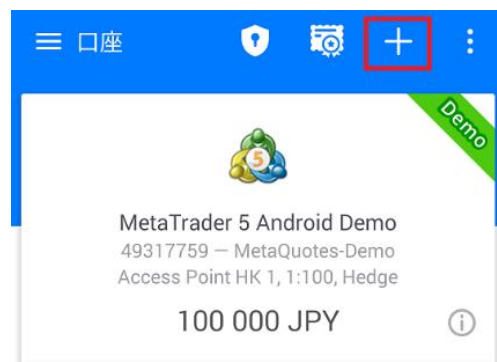 口座
Demo
5
MetaTrader 5 Android Demo
49317759 — MetaQuotes-Demo
Access Point HK 1, 1:100, Hedge
100 000 JPY